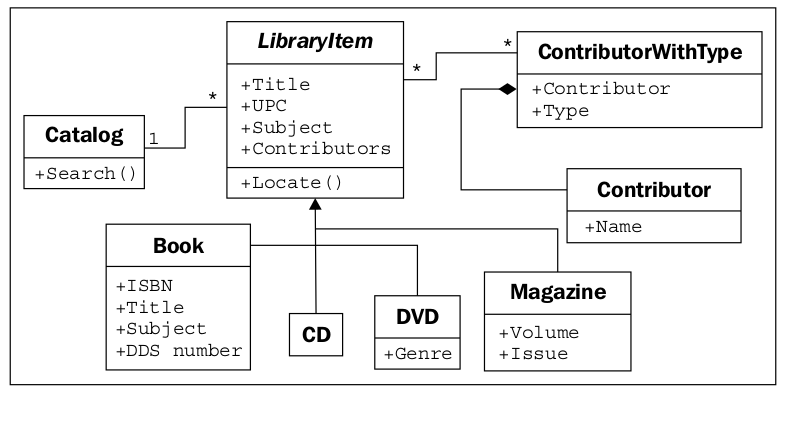 LibraryItem
+Title
+UPC
+Subject
+Contributors
+Locate()
*
*
ContributorWithType
+Contributor
+Type
Catalog
+Search()
1
*
Contributor
+Name
Book
+ISBN
+Title
+Subject
+DDS number
CD
DVD
+Genre
Magazine
+Volume
+Issue